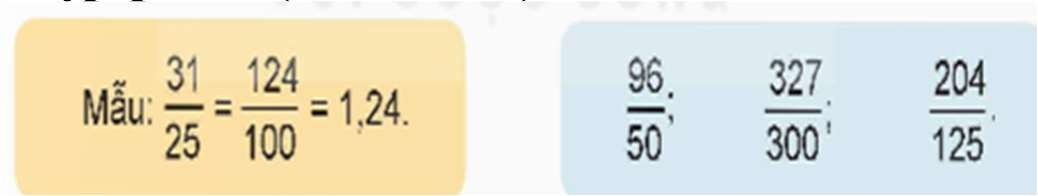 Mẫu: 31/25 = 124/100 = 1,24.
96/50; 327/300; 204/125.